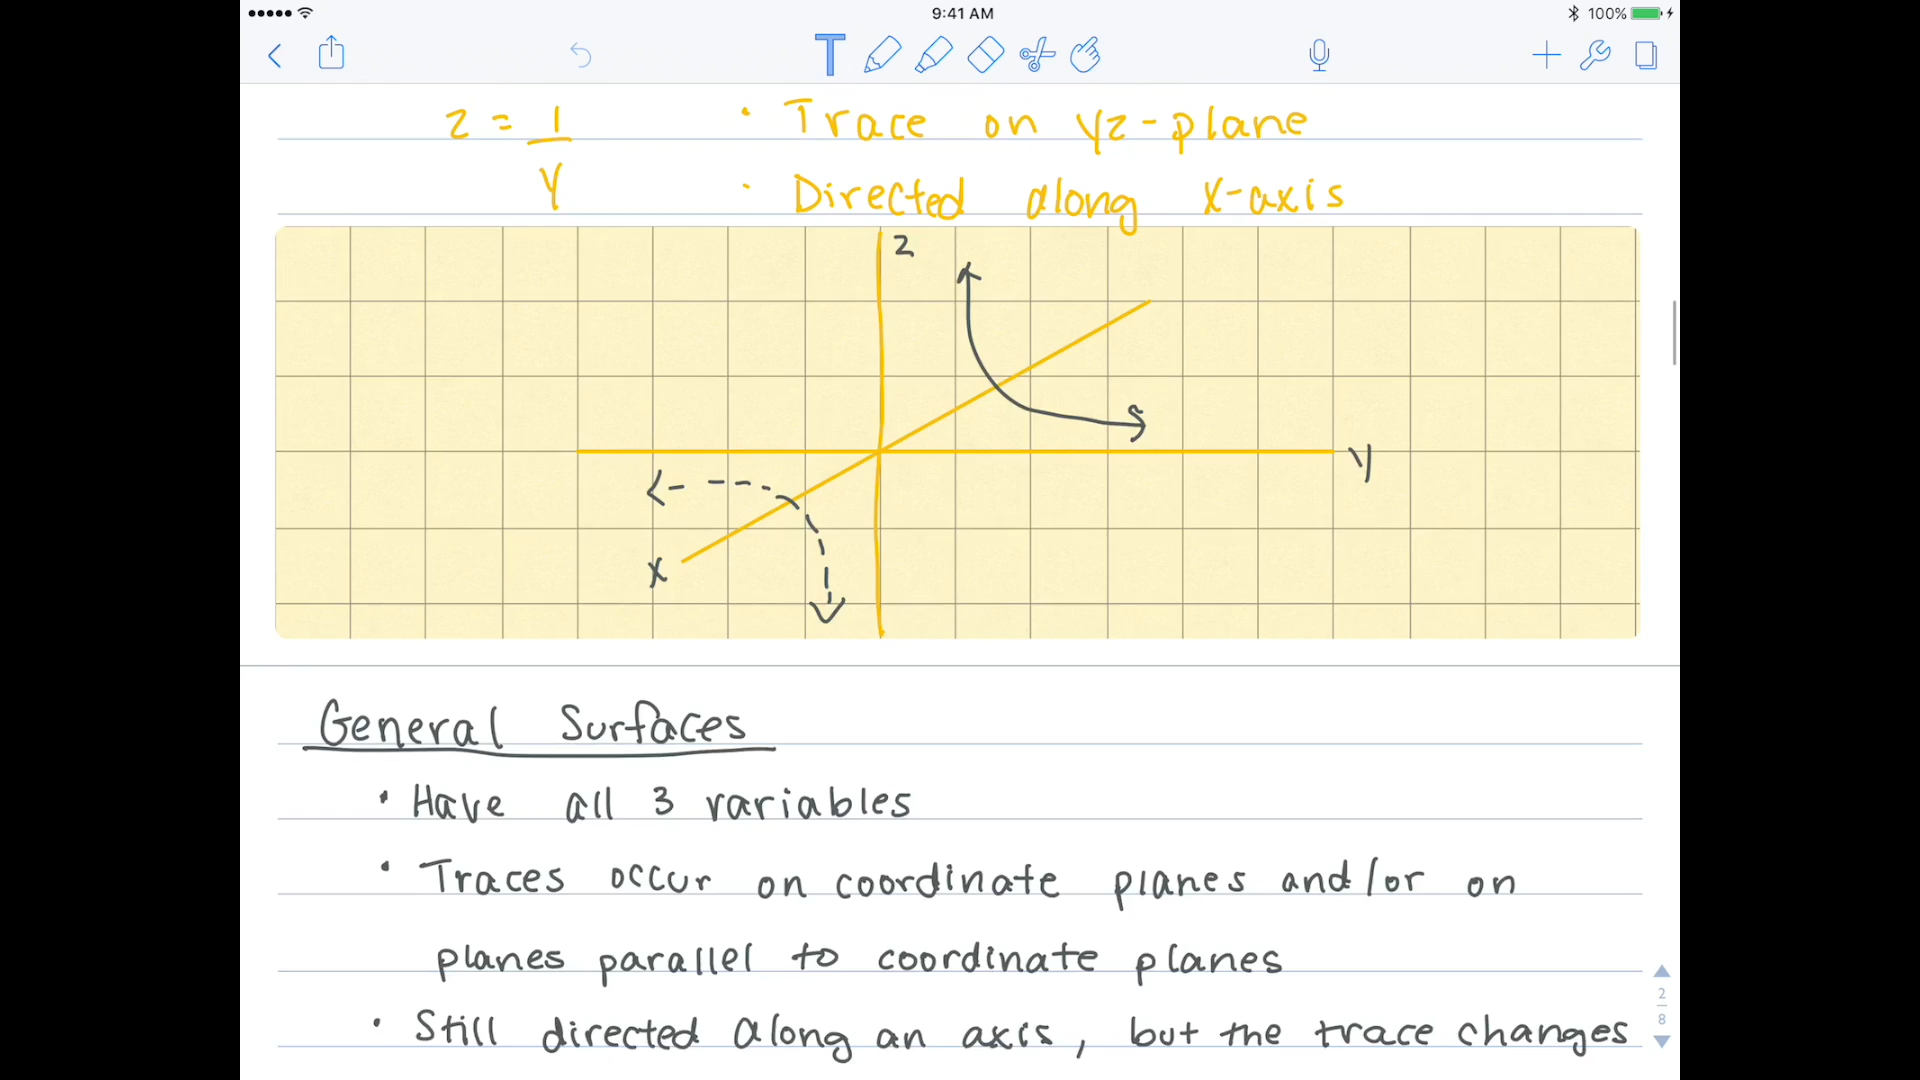 9:41 AM
100%
z = 1/y
• Trace on yz-plane
• Directed along x-axis
z
y
x
General Surfaces
• Have all 3 variables
• Traces occur on coordinate planes and/or on
planes parallel to coordinate planes
• Still directed along an axis, but the trace changes
2
8